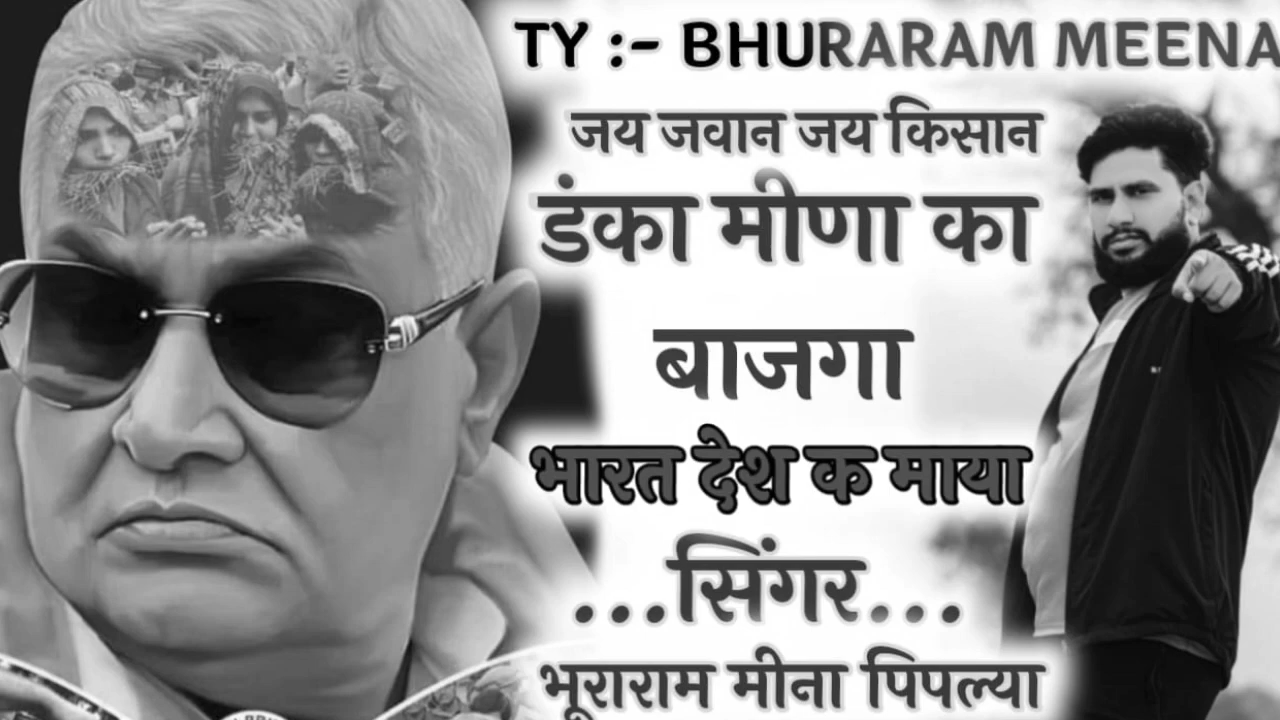 TY :- BHURARAM MEENA
जय जवान जय किसान
डंका मीणा का
बाजगा
भारत देश क माया
...सिंगर...
भूराराम मीना पिपल्या